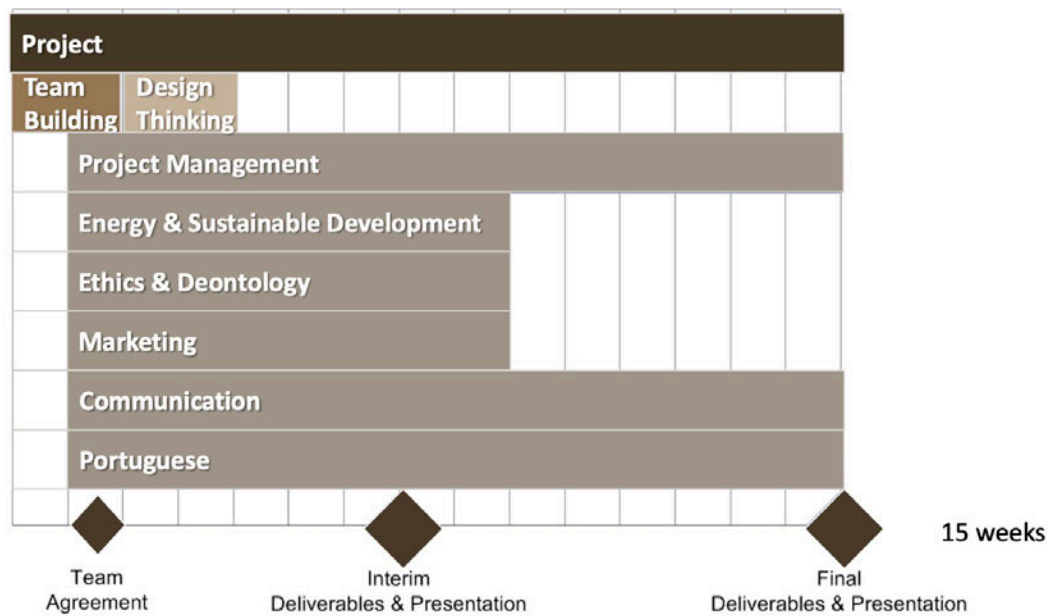 Project
Team Design
Building Thinking
Project Management
Energy & Sustainable Development
Ethics & Deontology
Marketing
Communication
Portuguese
15 weeks
Team
Agreement
Interim
Deliverables & Presentation
Final
Deliverables & Presentation